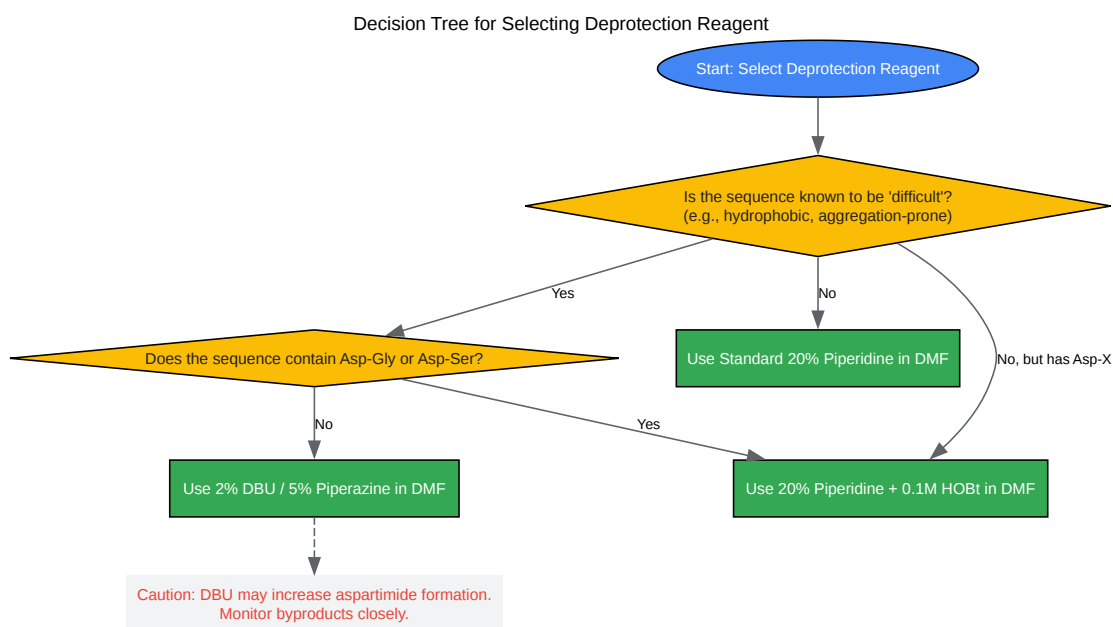 Decision Tree for Selecting Deprotection Reagent
Start: Select Deprotection Reagent
Is the sequence known to be 'difficult'?
(e.g., hydrophobic, aggregation-prone)
Yes
No
No, but has Asp-X
Does the sequence contain Asp-Gly or Asp-Ser?
Use Standard 20% Piperidine in DMF
No
Yes
Use 2% DBU / 5% Piperazine in DMF
Use 20% Piperidine + 0.1M HOBt in DMF
Caution: DBU may increase aspartimide formation.
Monitor byproducts closely.